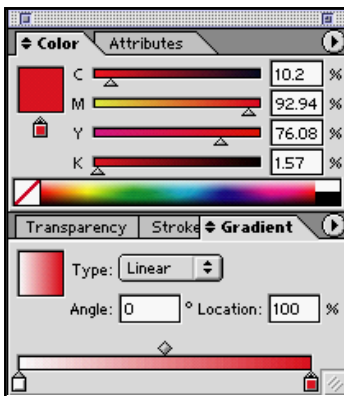 Color Attributes
C 10.2 %
M 92.94 %
Y 76.08 %
K 1.57 %
Transparency Stroke Gradient
Type: Linear
Angle: 0 ° Location: 100 %